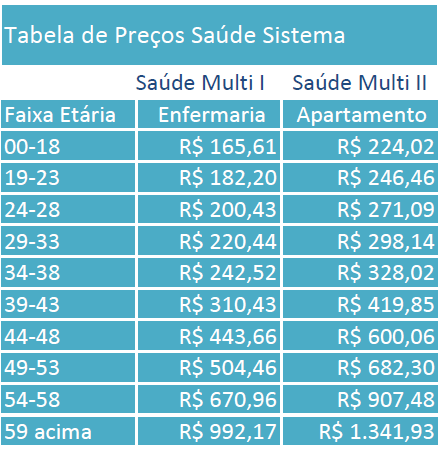 Tabela de Preços Saúde Sistema
Saúde Multi I Saúde Multi II
Faixa Etária Enfermaria Apartamento
00-18 R$ 165,61 R$ 224,02
19-23 R$ 182,20 R$ 246,46
24-28 R$ 200,43 R$ 271,09
29-33 R$ 220,44 R$ 298,14
34-38 R$ 242,52 R$ 328,02
39-43 R$ 310,43 R$ 419,85
44-48 R$ 443,66 R$ 600,06
49-53 R$ 504,46 R$ 682,30
54-58 R$ 670,96 R$ 907,48
59 acima R$ 992,17 R$ 1.341,93